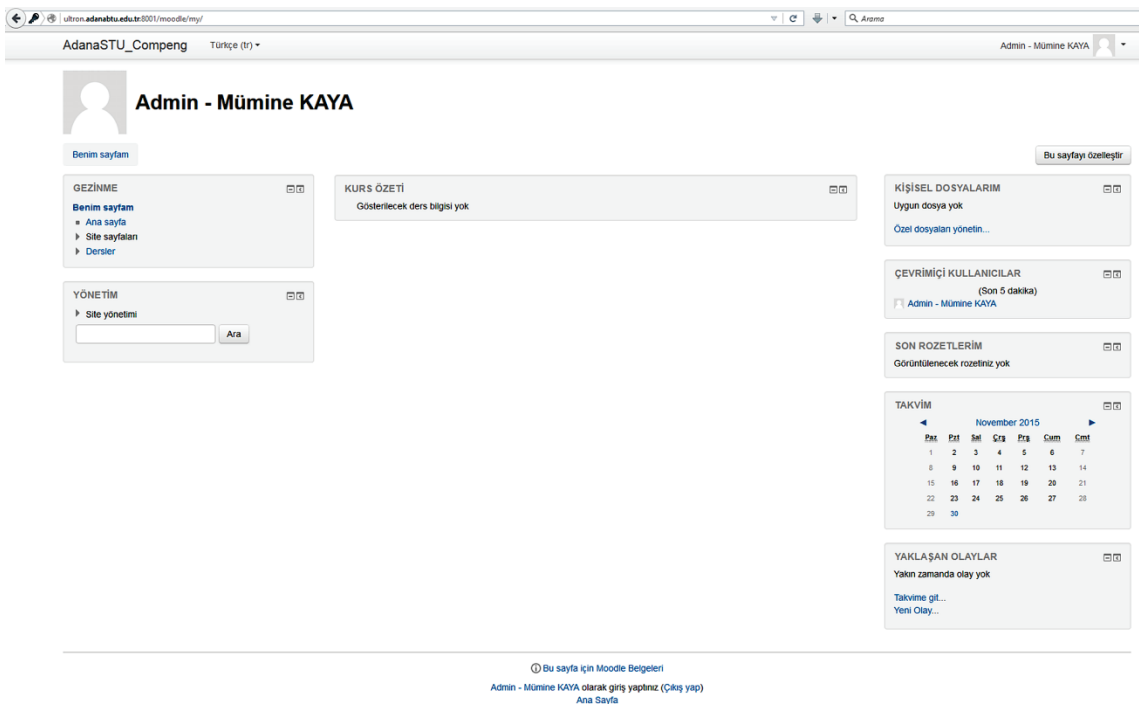 ultron.adanabtu.edu.tr:8001/moodle/my/
Arama
AdanaSTU_Compeng
Türkçe (tr)
Admin - Mümine KAYA
Admin - Mümine KAYA
Benim sayfam
Bu sayfayı özelleştir
GEZİNME
Benim sayfam
Ana sayfa
Site sayfaları
Dersler
YÖNETİM
Site yönetimi
Ara
KURS ÖZETİ
Gösterilecek ders bilgisi yok
KİŞİSEL DOSYALARIM
Uygun dosya yok
Özel dosyaları yönetin...
ÇEVRİMİÇİ KULLANICILAR
(Son 5 dakika)
Admin - Mümine KAYA
SON ROZETLERİM
Görüntülenecek rozetiniz yok
TAKVİM
November 2015
Paz Pzt Sal Çrş Prş Cum Cmt
1 2 3 4 5 6 7
8 9 10 11 12 13 14
15 16 17 18 19 20 21
22 23 24 25 26 27 28
29 30
YAKLAŞAN OLAYLAR
Yakın zamanda olay yok
Takvime git...
Yeni Olay...
Bu sayfa için Moodle Belgeleri
Admin - Mümine KAYA olarak giriş yaptınız (Çıkış yap)
Ana Sayfa